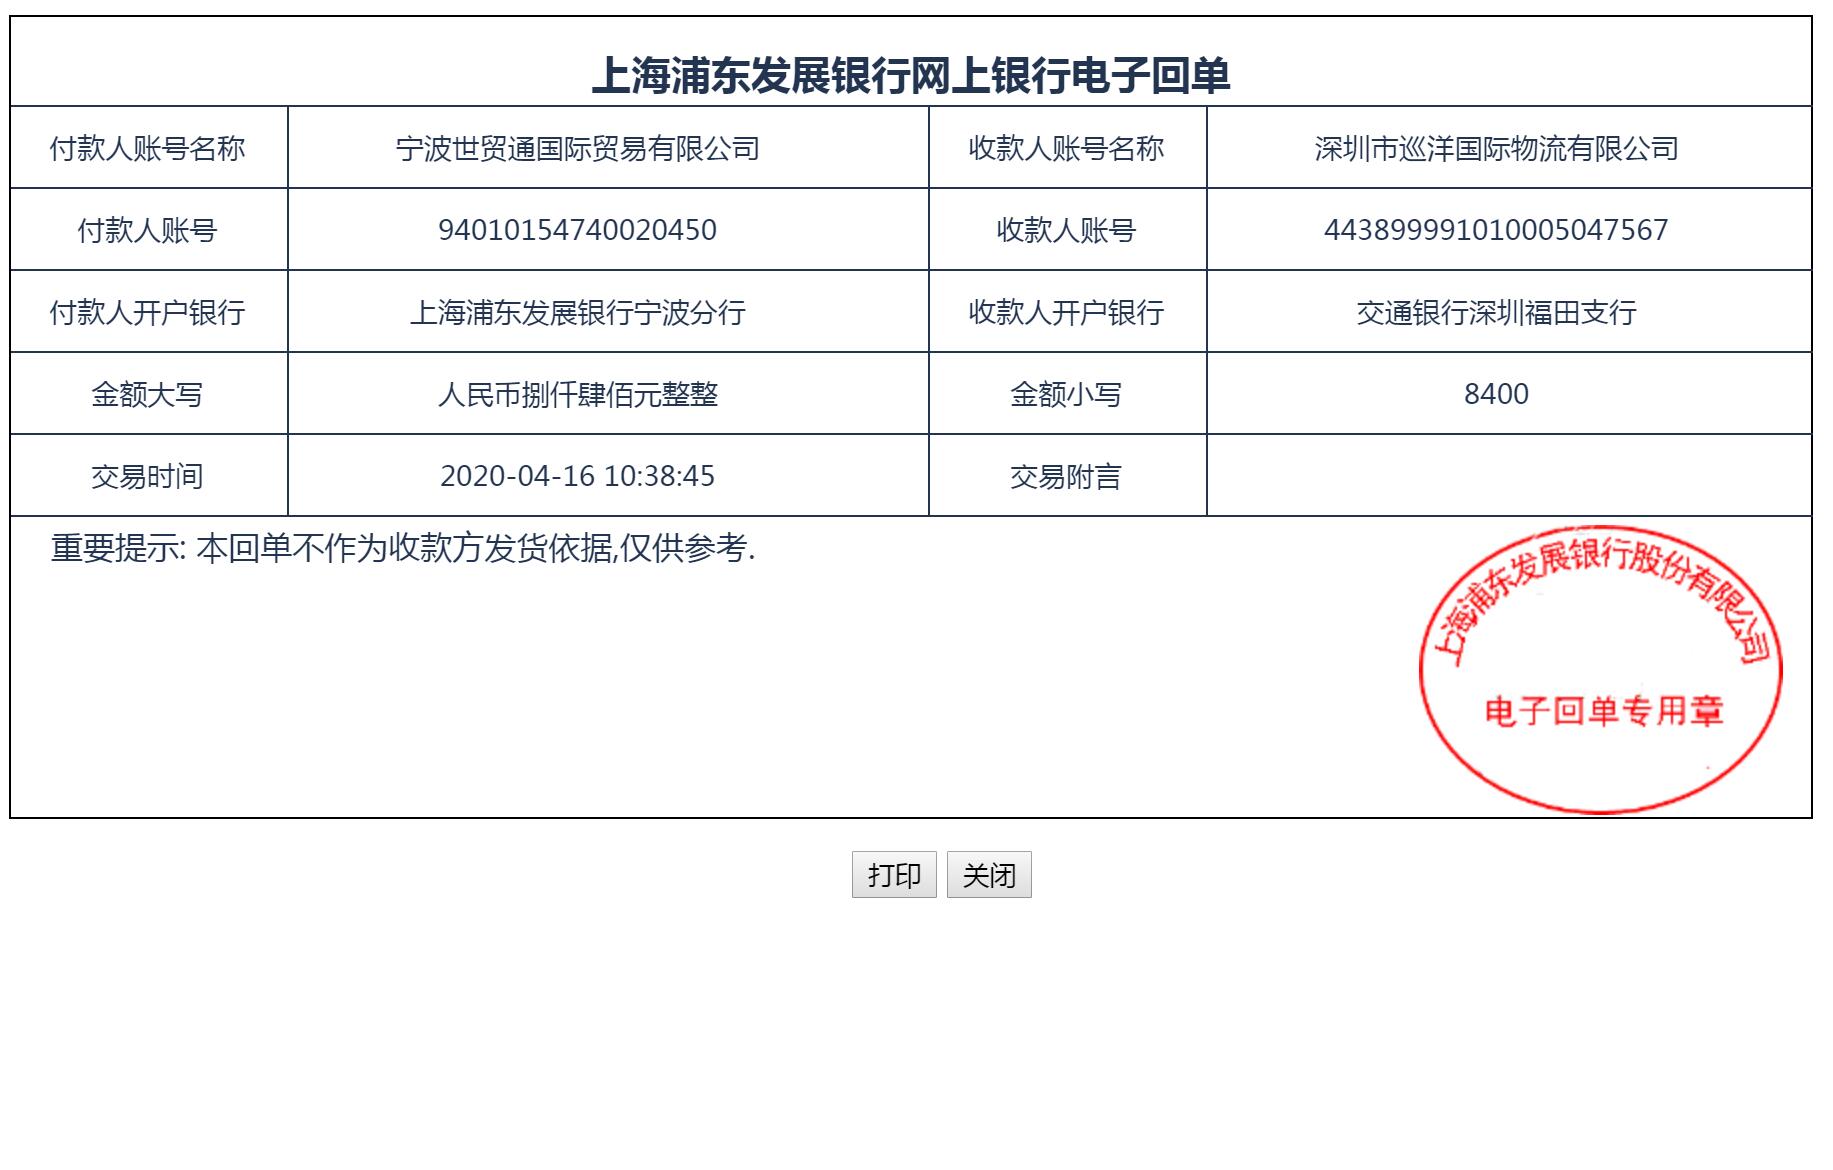 上海浦东发展银行网上银行电子回单
付款人账号名称 宁波世贸通国际贸易有限公司 收款人账号名称 深圳市巡洋国际物流有限公司
付款人账号 94010154740020450 收款人账号 443899991010005047567
付款人开户银行 上海浦东发展银行宁波分行 收款人开户银行 交通银行深圳福田支行
金额大写 人民币捌仟肆佰元整整 金额小写 8400
交易时间 2020-04-16 10:38:45 交易附言
重要提示: 本回单不作为收款方发货依据,仅供参考.
上海浦东发展银行股份有限公司
电子回单专用章
打印 关闭